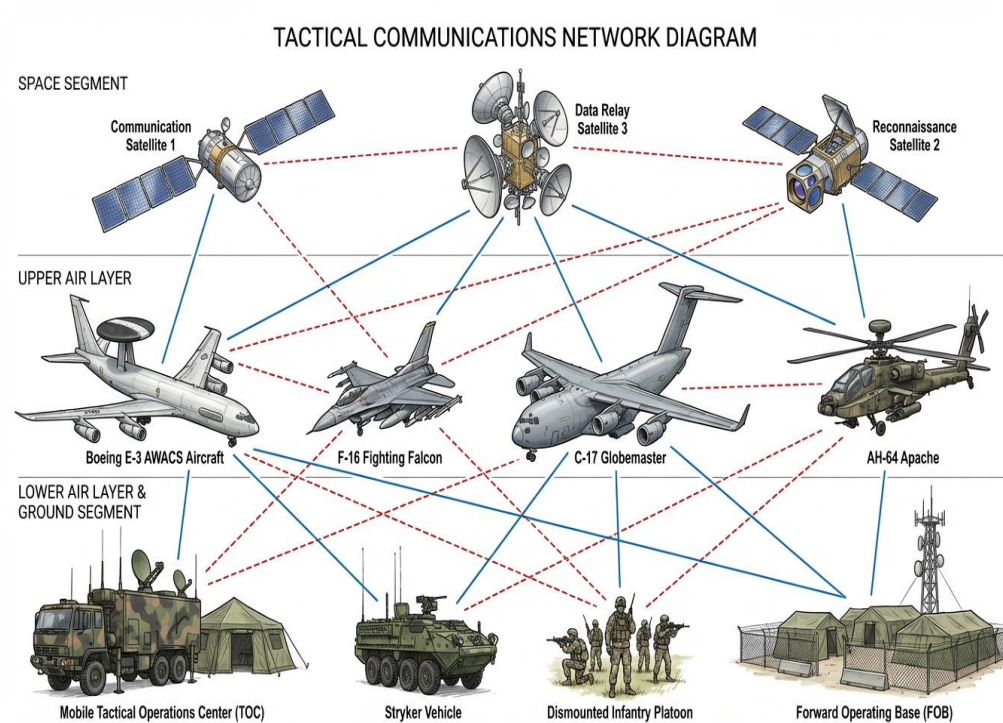 TACTICAL COMMUNICATIONS NETWORK DIAGRAM
SPACE SEGMENT
Communication
Satellite 1
Data Relay
Satellite 3
Reconnaissance
Satellite 2
UPPER AIR LAYER
Boeing E-3 AWACS Aircraft
F-16 Fighting Falcon
C-17 Globemaster
AH-64 Apache
LOWER AIR LAYER &
GROUND SEGMENT
Mobile Tactical Operations Center (TOC)
Stryker Vehicle
Dismounted Infantry Platoon
Forward Operating Base (FOB)